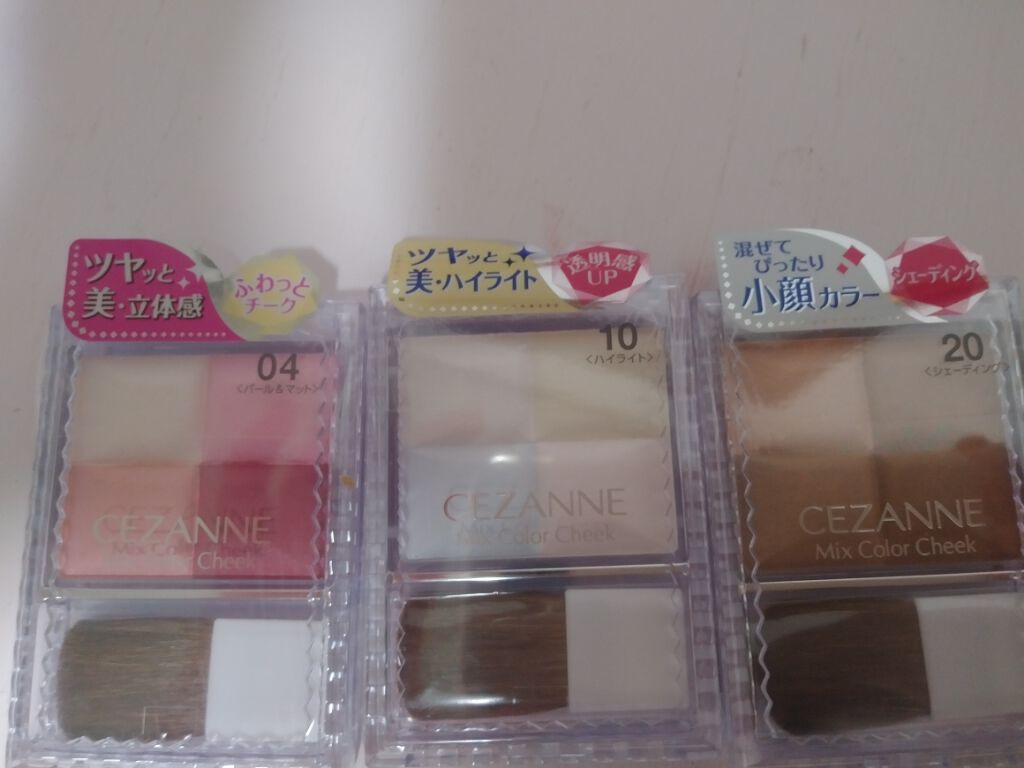 ツヤッと
美・立体感
ふわっと
チーク
04
<パール&マット>
CEZANNE
Mix Color Cheek
ツヤッと
美・ハイライト
透明感
UP
10
<ハイライト>
CEZANNE
Mix Color Cheek
混ぜて
ぴったり
小顔カラー
シェーディング
20
<シェーディング>
CEZANNE
Mix Color Cheek